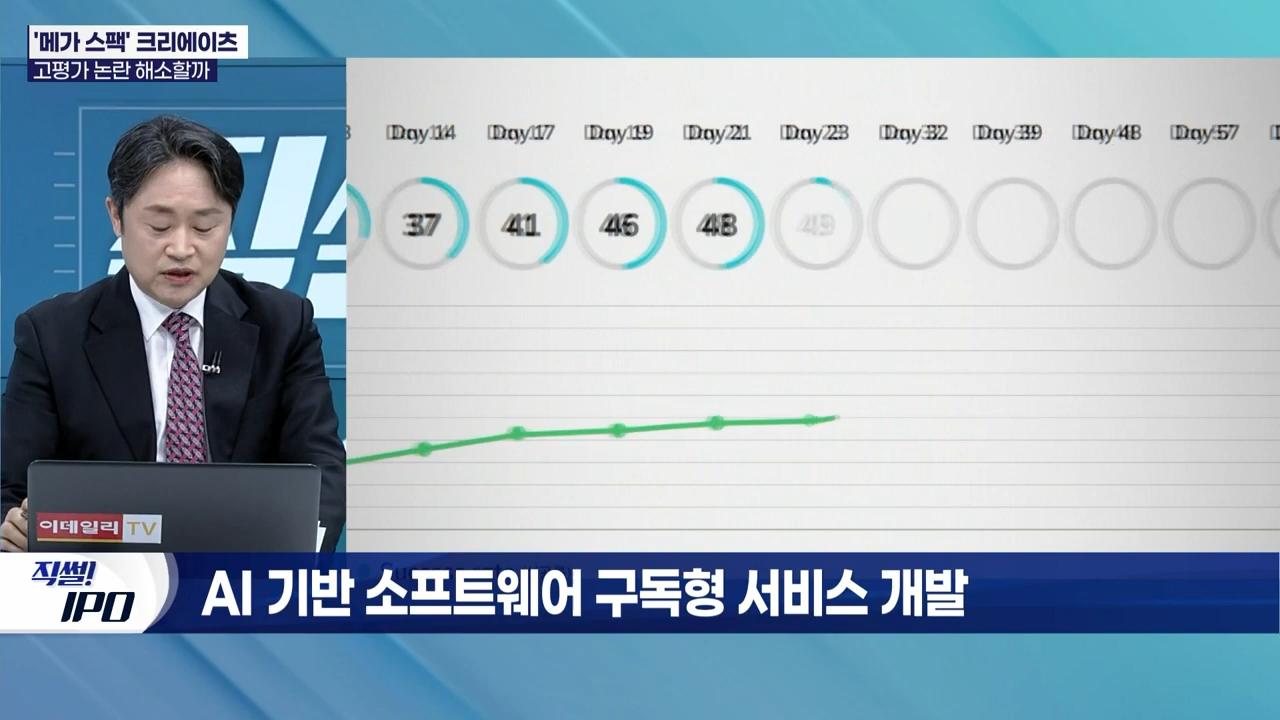 '메가 스팩' 크리에이츠
고평가 논란 해소할까
Day 14 Day 17 Day 19 Day 21 Day 23 Day 32 Day 39 Day 48 Day 57
37 41 46 48 49
이데일리TV
직썰!
IPO
AI 기반 소프트웨어 구독형 서비스 개발